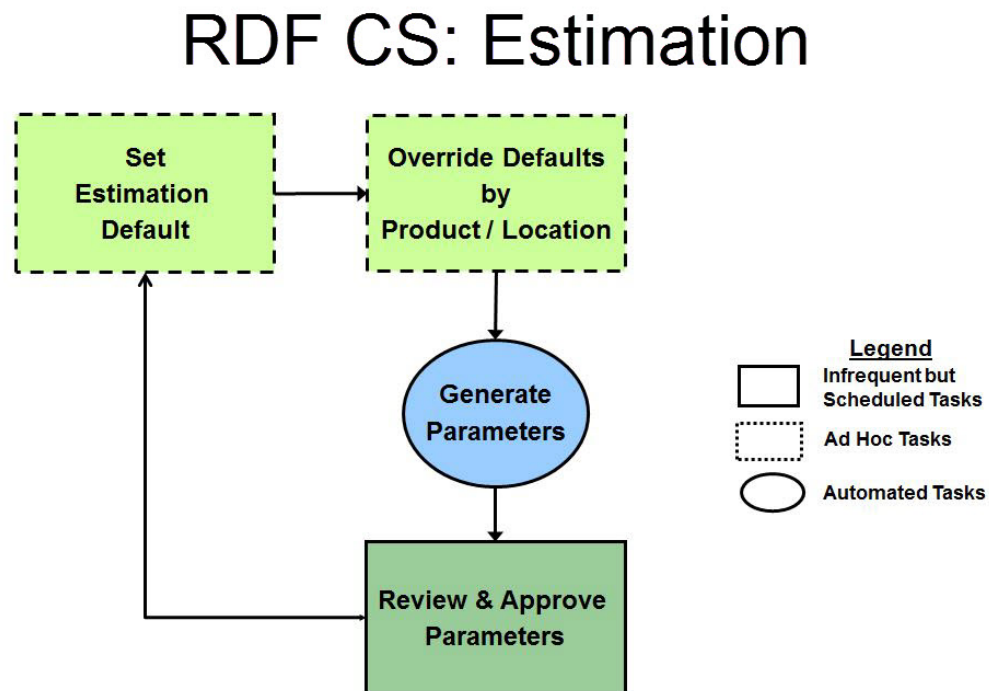 RDF CS: Estimation
Set
Estimation
Default
Override Defaults
by
Product / Location
Generate
Parameters
Review & Approve
Parameters
Legend
Infrequent but
Scheduled Tasks
Ad Hoc Tasks
Automated Tasks